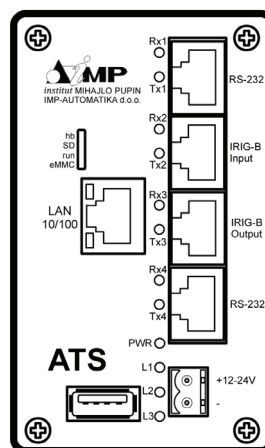 Rx1
Tx1
RS-232
AIMP
institut MIHAJLO PUPIN
IMP-AUTOMATIKA d.o.o.
Rx2
Tx2
IRIG-B
Input
hb
SD
run
eMMC
LAN
10/100
Rx3
Tx3
IRIG-B
Output
Rx4
Tx4
RS-232
PWR
ATS
L1
L2
L3
+12-24V
-